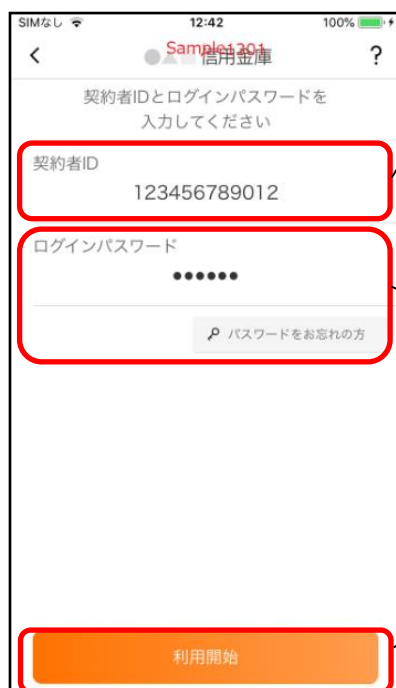 SIMなし 12:42 100%
●▲■信用金庫
Sample1201
?
契約者IDとログインパスワードを
入力してください
契約者ID
123456789012
ログインパスワード
••••••
パスワードをお忘れの方
利用開始